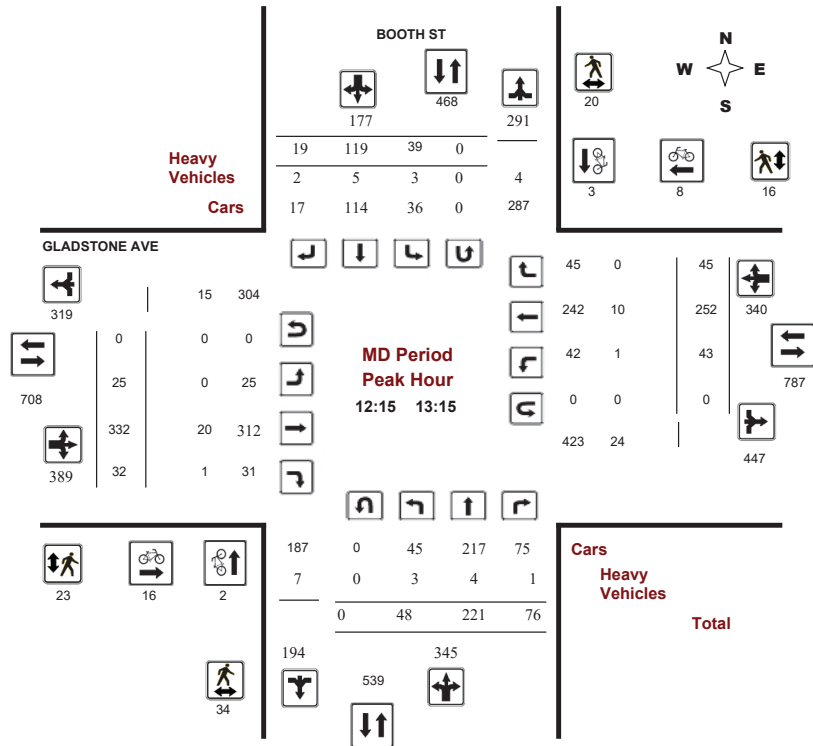 BOOTH ST
N
W E
S
468
20
177
291
19 119 39 0
Heavy
Vehicles
2 5 3 0 4
Cars
17 114 36 0 287
3 8 16
GLADSTONE AVE
319
15 304
45 0 45
340
0 0 0
242 10 252
708
787
25 0 25
MD Period
Peak Hour
12:15 13:15
42 1 43
0 0 0
332 20 312
389
32 1 31
423 24
447
187 0 45 217 75
Cars
7 0 3 4 1
Heavy
Vehicles
0 48 221 76
Total
23 16 2
194 345
539
34